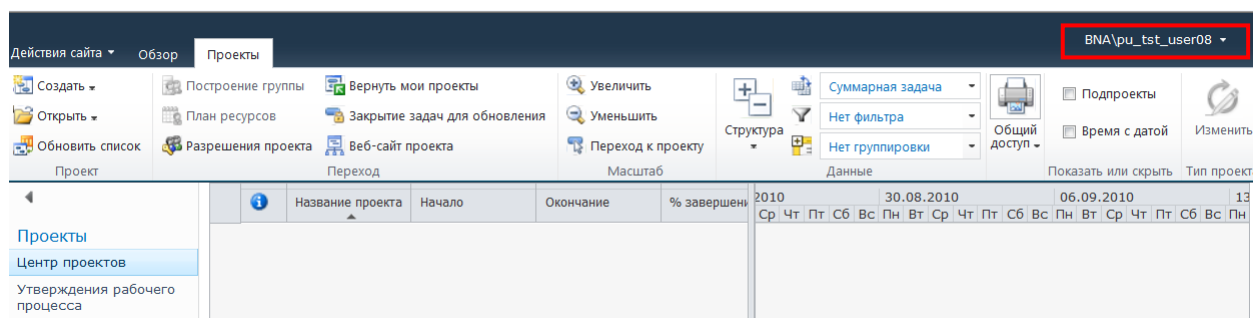 BNA\pu_tst_user08
Действия сайта Обзор Проекты
Создать Построение группы Вернуть мои проекты Увеличить Суммарная задача Подпроекты
Открыть План ресурсов Закрытие задач для обновления Уменьшить Структура Нет фильтра Общий доступ Время с датой Изменить
Обновить список Разрешения проекта Веб-сайт проекта Переход к проекту Нет группировки
Проект Переход Масштаб Данные Показать или скрыть Тип проект
Название проекта Начало Окончание % завершени 2010 30.08.2010 06.09.2010 13
Ср Чт Пт Сб Вс Пн Вт Ср Чт Пт Сб Вс Пн Вт Ср Чт Пт Сб Вс Пн
Проекты
Центр проектов
Утверждения рабочего
процесса